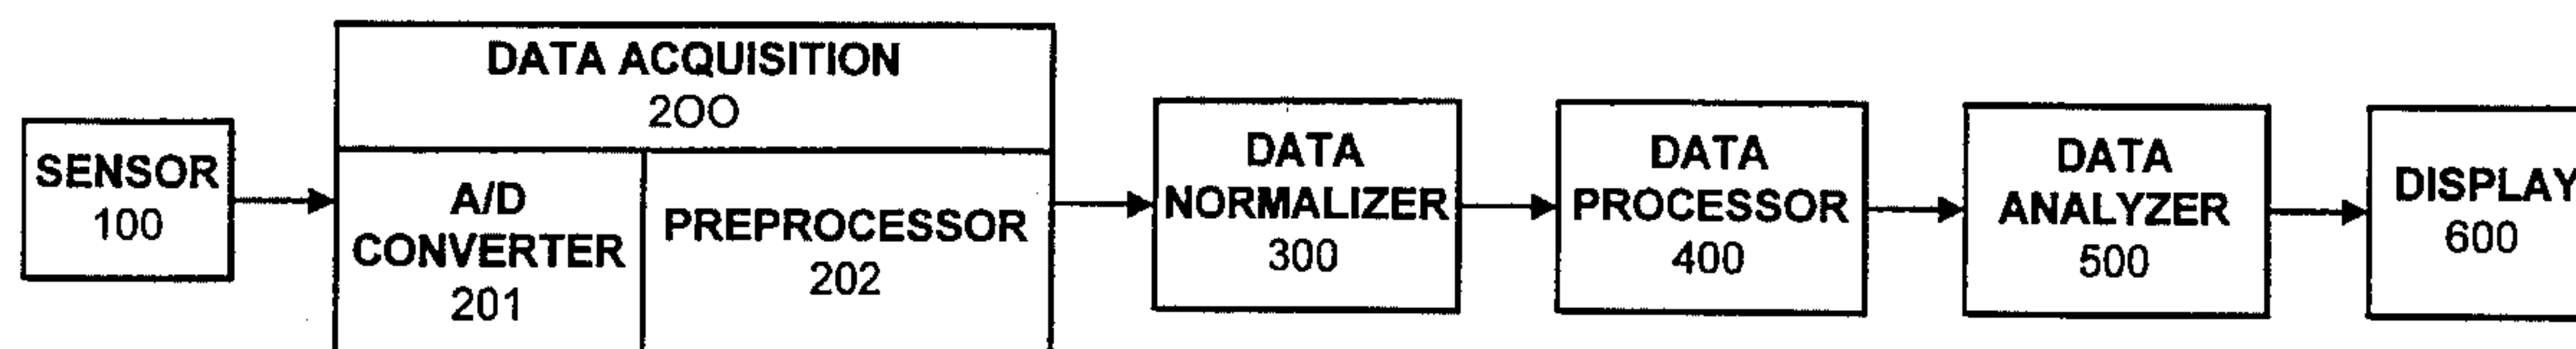 SENSOR
100
DATA ACQUISITION
200
A/D
CONVERTER
201
PREPROCESSOR
202
DATA
NORMALIZER
300
DATA
PROCESSOR
400
DATA
ANALYZER
500
DISPLAY
600